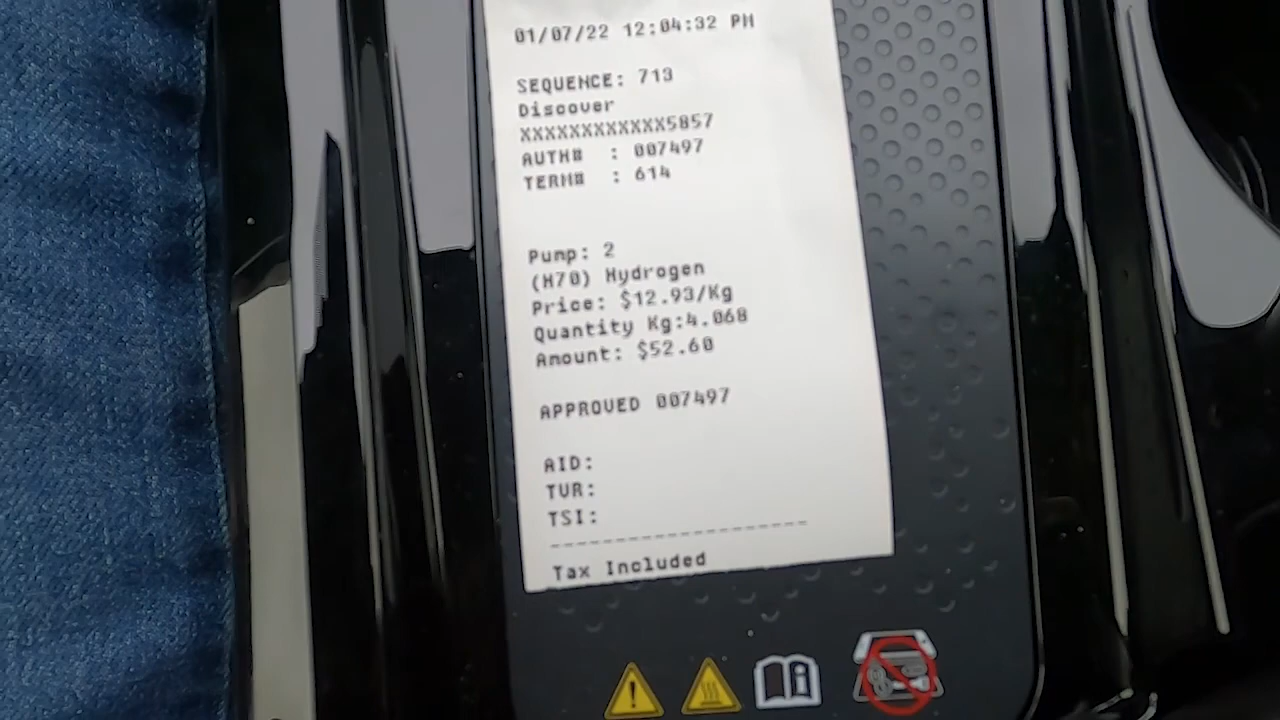 01/07/22 12:04:32 PM
SEQUENCE: 713
Discover
XXXXXXXXXXXX5857
AUTH# : 007497
TERM# : 614
Pump: 2
(H70) Hydrogen
Price: $12.93/Kg
Quantity Kg:4.068
Amount: $52.60
APPROVED 007497
AID:
TVR:
TSI:
--------------------
Tax Included